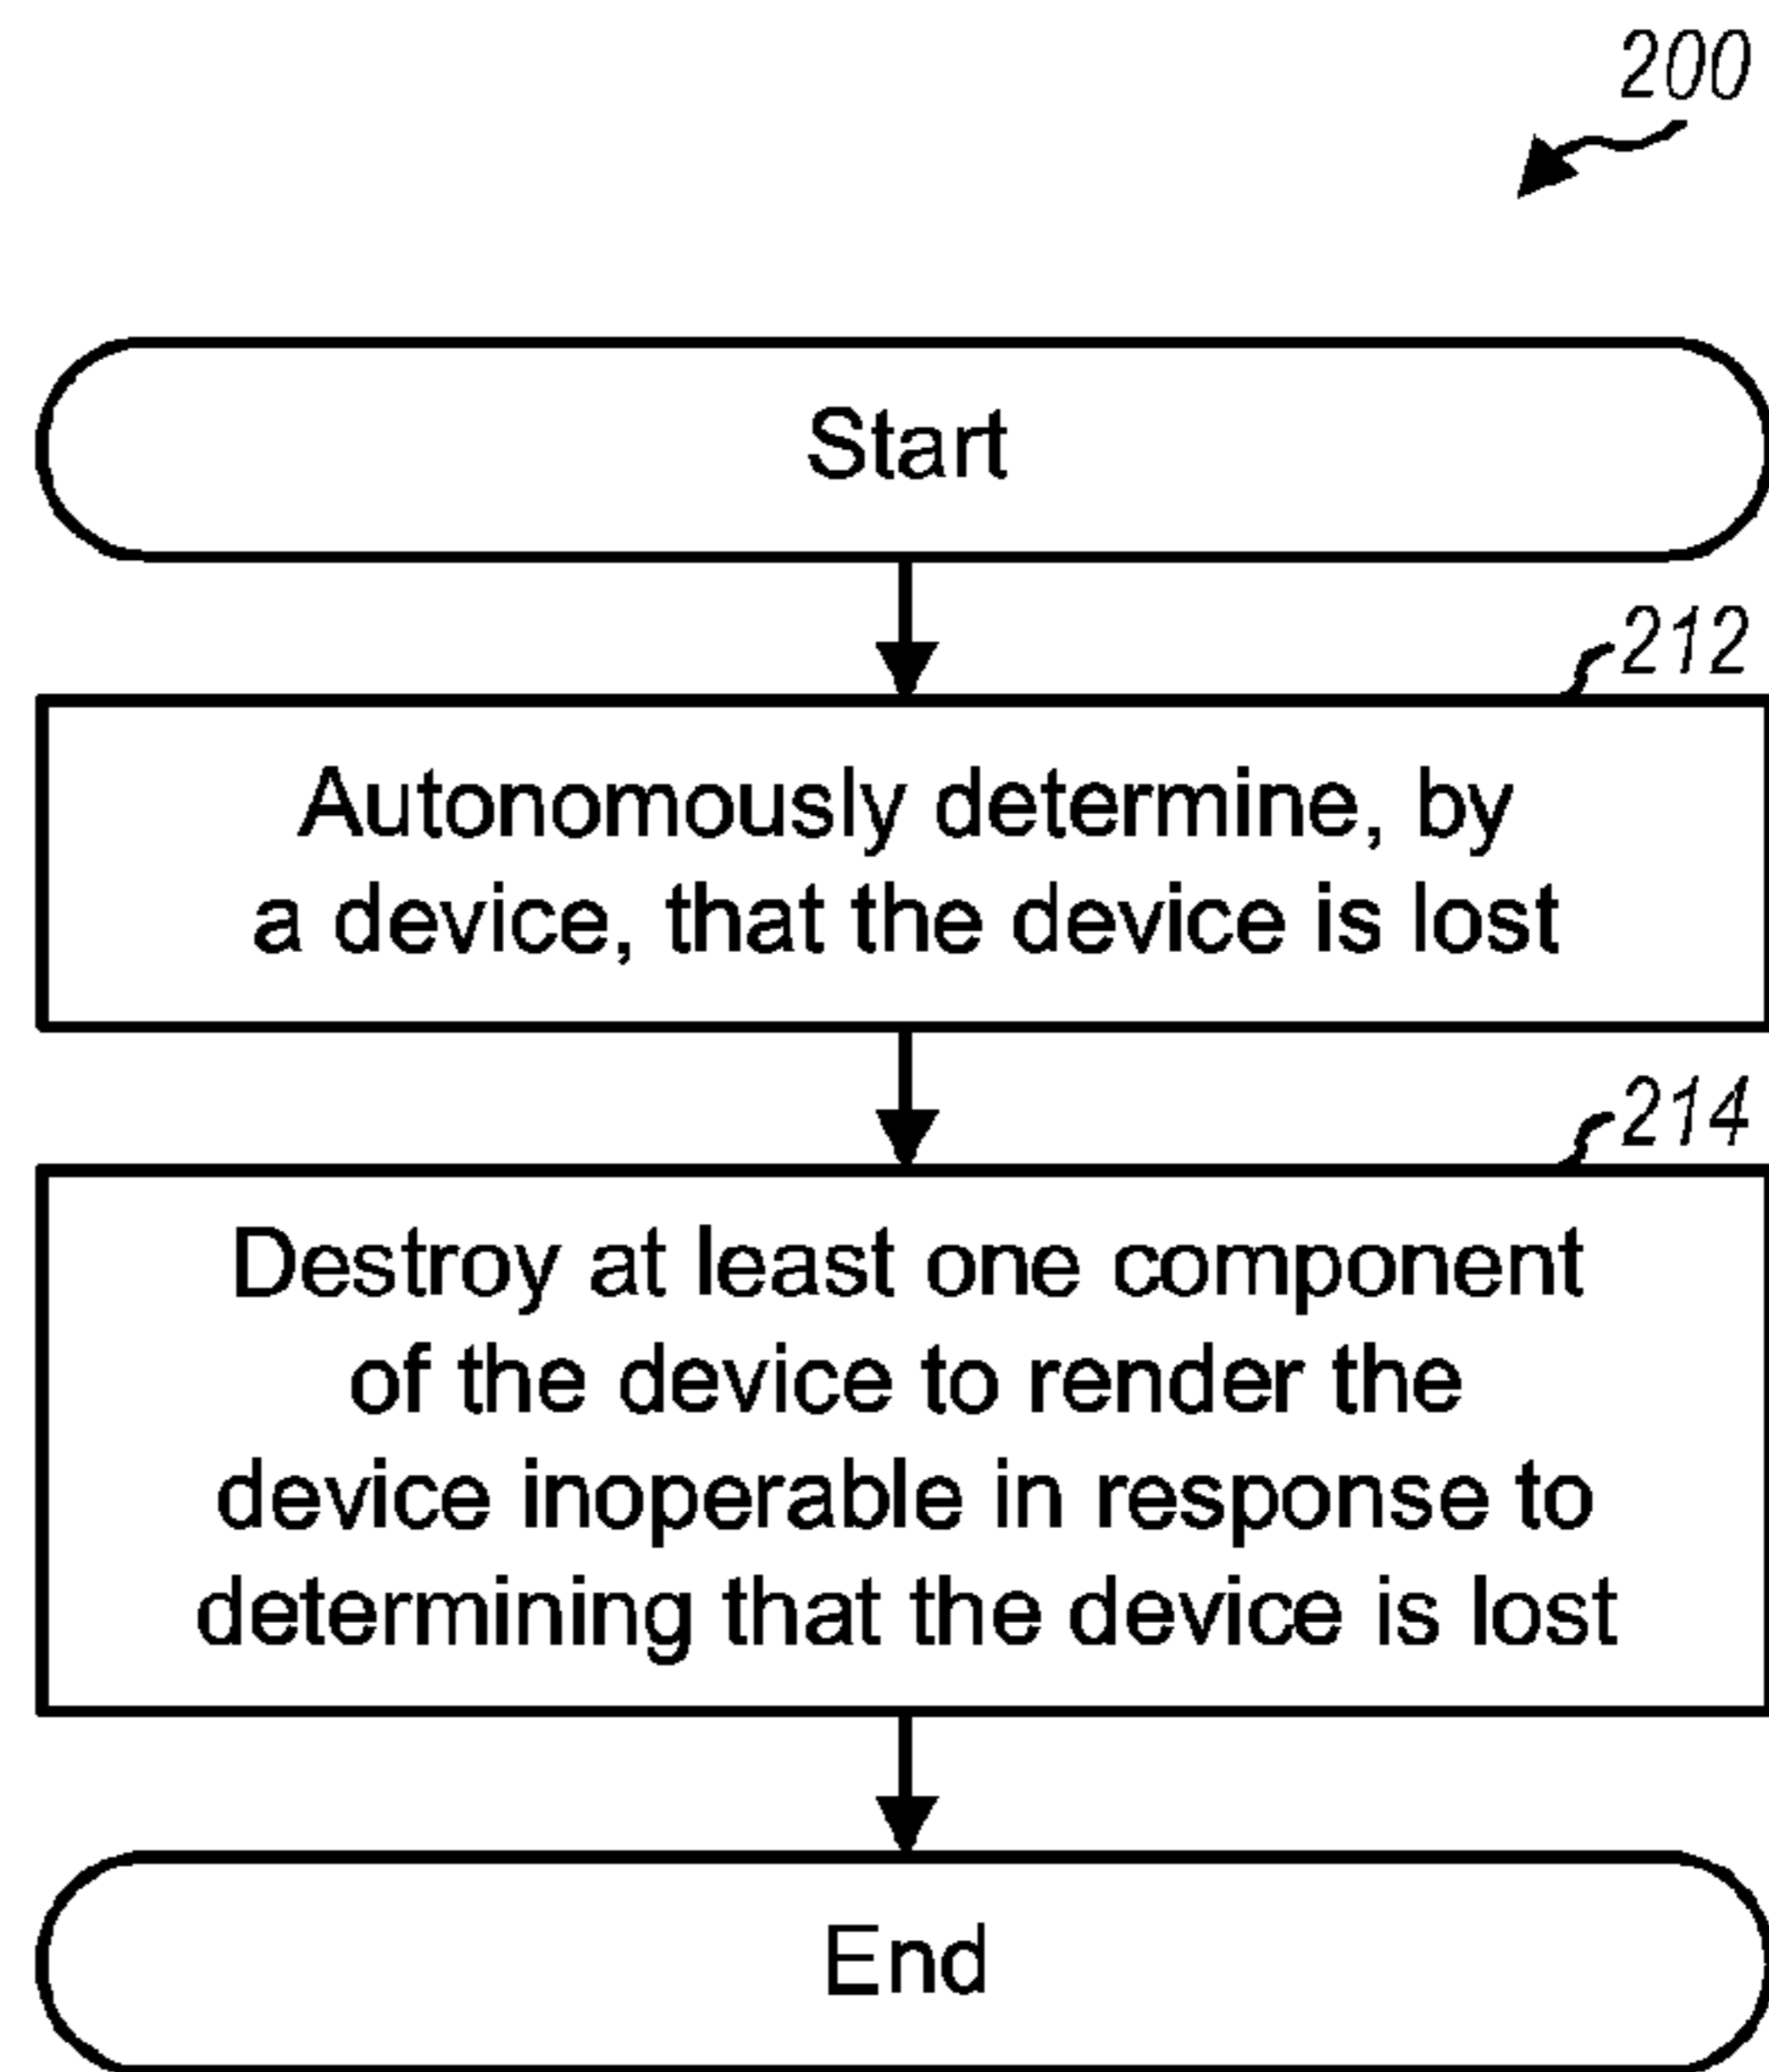 200
Start
212
Autonomously determine, by
a device, that the device is lost
214
Destroy at least one component
of the device to render the
device inoperable in response to
determining that the device is lost
End